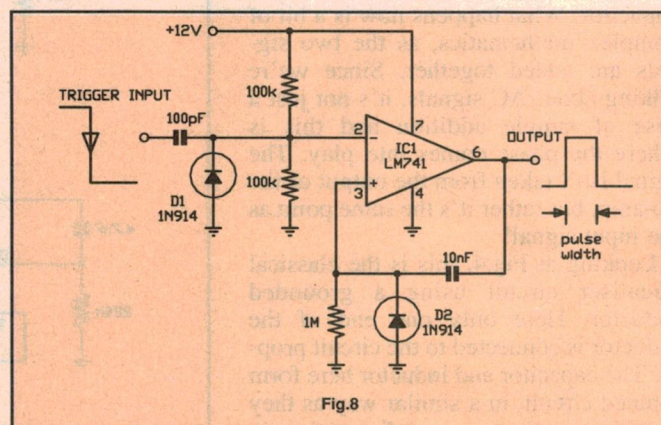 +12V
TRIGGER INPUT
100k
100pF
2
7
IC1
LM741
6
OUTPUT
100k
3
+
4
D1
1N914
pulse
width
10nF
1M
D2
1N914
Fig.8